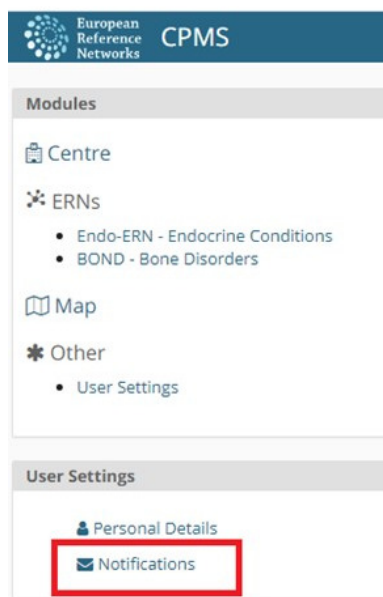 European
Reference
Networks
CPMS
Modules
Centre
ERNs
Endo-ERN - Endocrine Conditions
BOND - Bone Disorders
Map
Other
User Settings
User Settings
Personal Details
Notifications